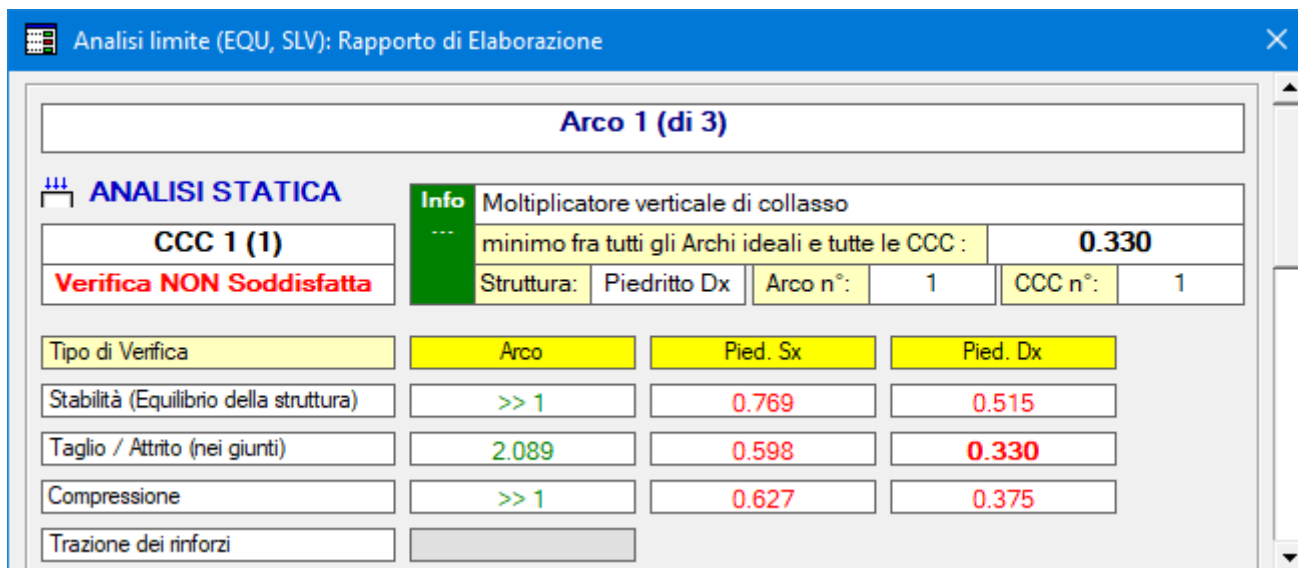 Analisi limite (EQU, SLV): Rapporto di Elaborazione
Arco 1 (di 3)
ANALISI STATICA
CCC 1 (1)
Verifica NON Soddisfatta
Info
...
Moltiplicatore verticale di collasso
minimo fra tutti gli Archi ideali e tutte le CCC : 0.330
Struttura: Piedritto Dx Arco n°: 1 CCC n°: 1
Tipo di Verifica Arco Pied. Sx Pied. Dx
Stabilità (Equilibrio della struttura) >> 1 0.769 0.515
Taglio / Attrito (nei giunti) 2.089 0.598 0.330
Compressione >> 1 0.627 0.375
Trazione dei rinforzi